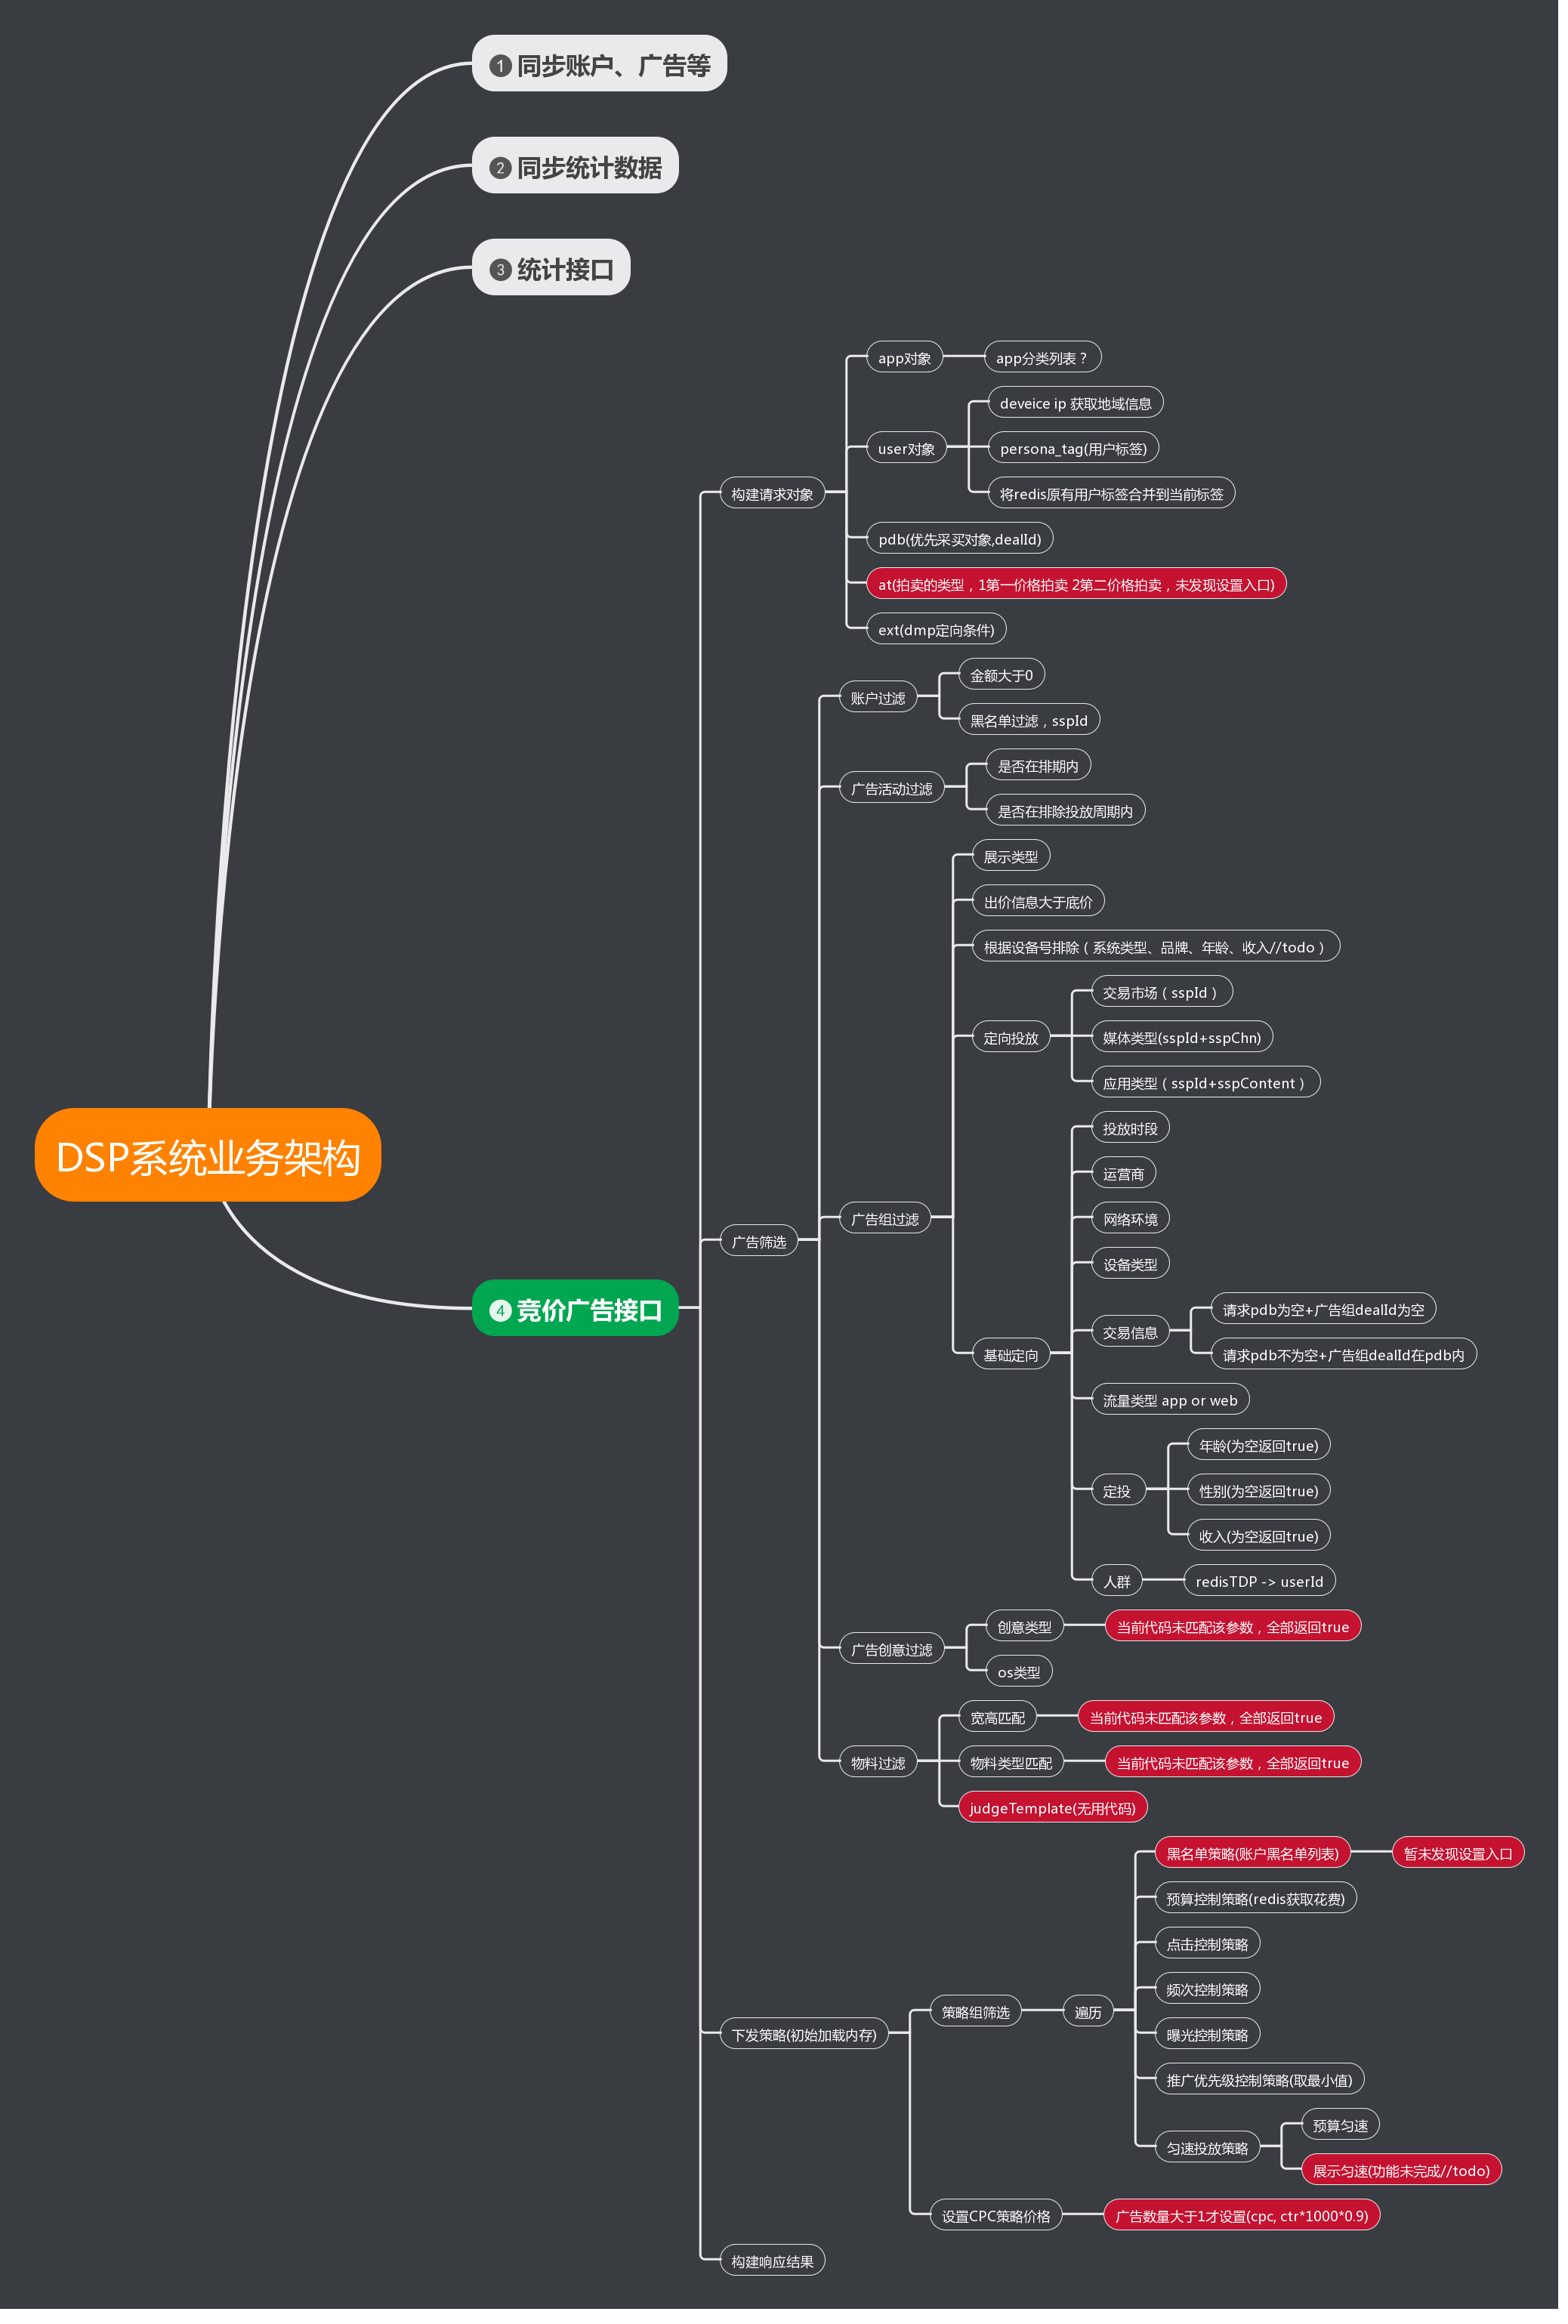 ❶ 同步账户、广告等
❷ 同步统计数据
❸ 统计接口
DSP系统业务架构
❹ 竞价广告接口
构建请求对象
app对象
app分类列表？
user对象
deveice ip 获取地域信息
persona_tag(用户标签)
将redis原有用户标签合并到当前标签
pdb(优先采买对象,dealId)
at(拍卖的类型，1第一价格拍卖 2第二价格拍卖，未发现设置入口)
ext(dmp定向条件)
广告筛选
账户过滤
金额大于0
黑名单过滤，sspId
广告活动过滤
是否在排期内
是否在排除投放周期内
广告组过滤
展示类型
出价信息大于底价
根据设备号排除（系统类型、品牌、年龄、收入//todo）
定向投放
交易市场（sspId）
媒体类型(sspId+sspChn)
应用类型（sspId+sspContent）
基础定向
投放时段
运营商
网络环境
设备类型
交易信息
请求pdb为空+广告组dealId为空
请求pdb不为空+广告组dealId在pdb内
流量类型 app or web
定投
年龄(为空返回true)
性别(为空返回true)
收入(为空返回true)
人群
redisTDP -> userId
广告创意过滤
创意类型
当前代码未匹配该参数，全部返回true
os类型
物料过滤
宽高匹配
当前代码未匹配该参数，全部返回true
物料类型匹配
当前代码未匹配该参数，全部返回true
judgeTemplate(无用代码)
下发策略(初始加载内存)
策略组筛选
遍历
黑名单策略(账户黑名单列表)
暂未发现设置入口
预算控制策略(redis获取花费)
点击控制策略
频次控制策略
曝光控制策略
推广优先级控制策略(取最小值)
匀速投放策略
预算匀速
展示匀速(功能未完成//todo)
设置CPC策略价格
广告数量大于1才设置(cpc, ctr*1000*0.9)
构建响应结果